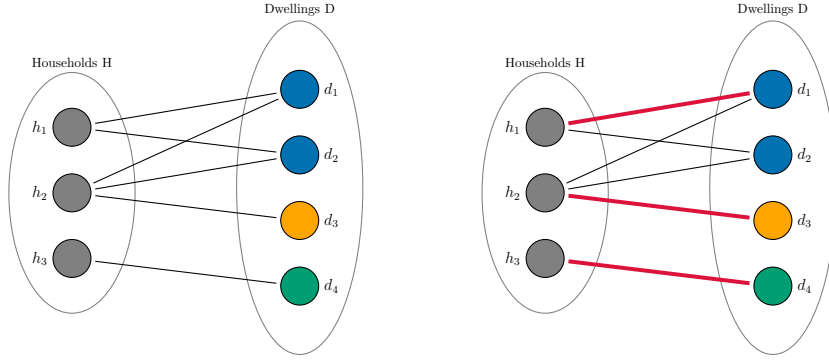 Households H
Dwellings D
h₁
h₂
h₃
d₁
d₂
d₃
d₄
Households H
Dwellings D
h₁
h₂
h₃
d₁
d₂
d₃
d₄